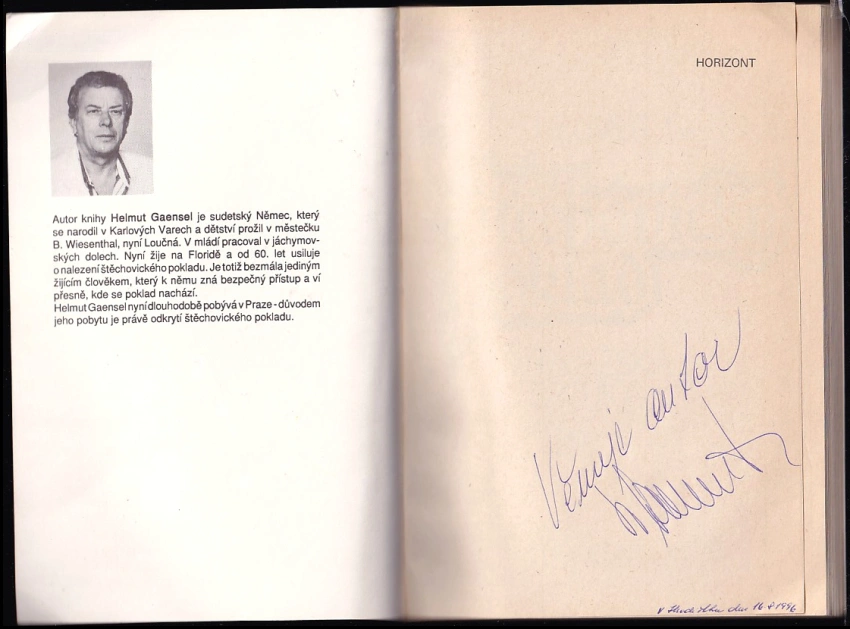 Autor knihy Helmut Gaensel je sudetský Němec, který
se narodil v Karlových Varech a dětství prožil v městečku
B. Wiesenthal, nyní Loučná. V mládí pracoval v jáchymov-
ských dolech. Nyní žije na Floridě a od 60. let usiluje
o nalezení štěchovického pokladu. Je totiž bezmála jediným
žijícím člověkem, který k němu zná bezpečný přístup a ví
přesně, kde se poklad nachází.
Helmut Gaensel nyní dlouhodobě pobývá v Praze - důvodem
jeho pobytu je právě odkrytí štěchovického pokladu.
HORIZONT
Věnuje autor